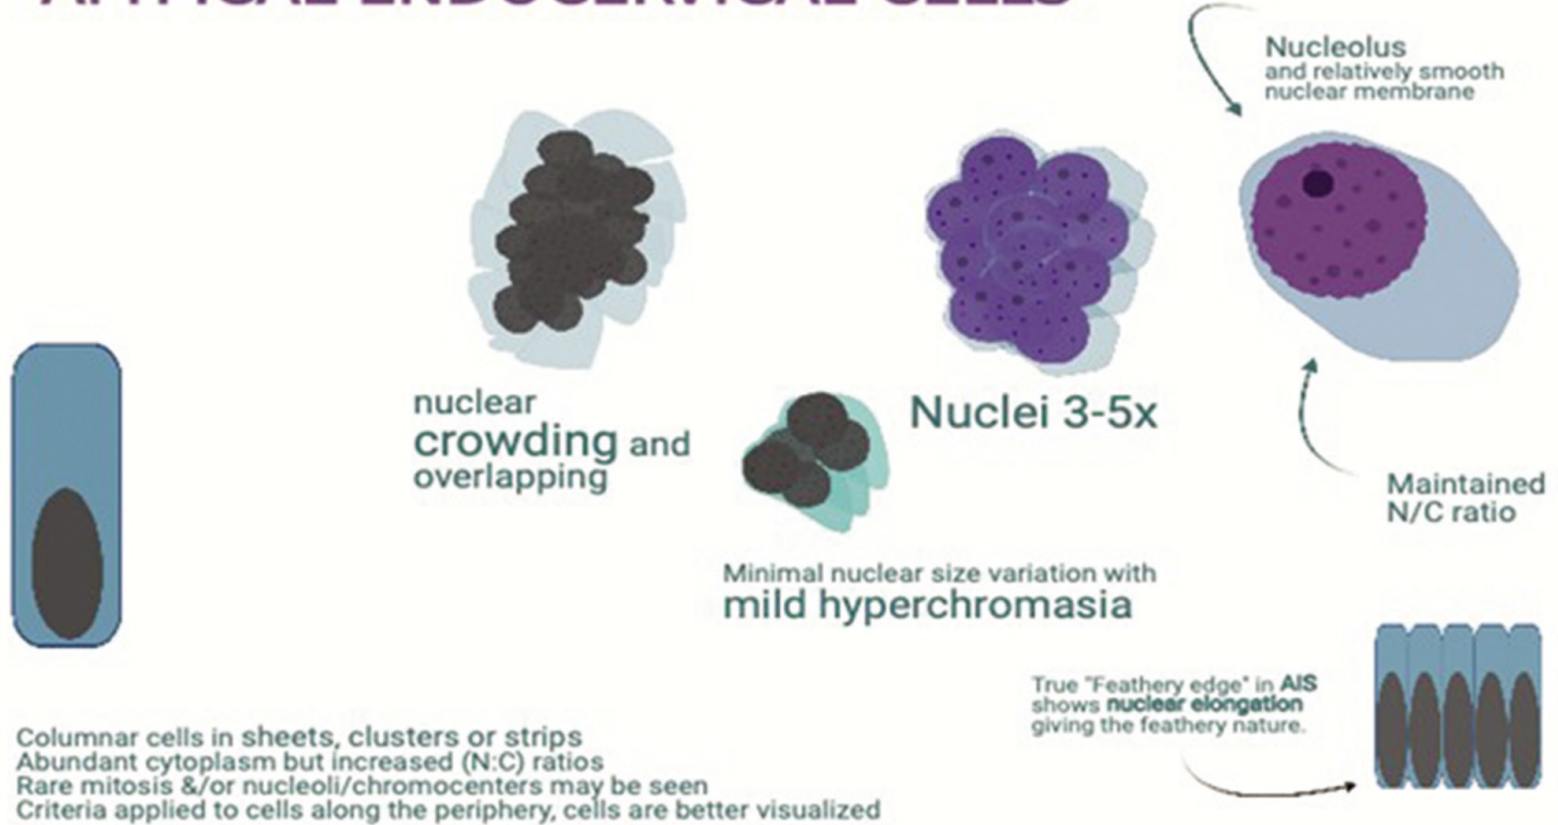 ATYPICAL ENDOCERVICAL CELLS
Nucleolus
and relatively smooth
nuclear membrane
nuclear
crowding and
overlapping
Nuclei 3-5x
Maintained
N/C ratio
Minimal nuclear size variation with
mild hyperchromasia
True "Feathery edge" in AIS
shows nuclear elongation
giving the feathery nature.
Columnar cells in sheets, clusters or strips
Abundant cytoplasm but increased (N:C) ratios
Rare mitosis &/or nucleoli/chromocenters may be seen
Criteria applied to cells along the periphery, cells are better visualized